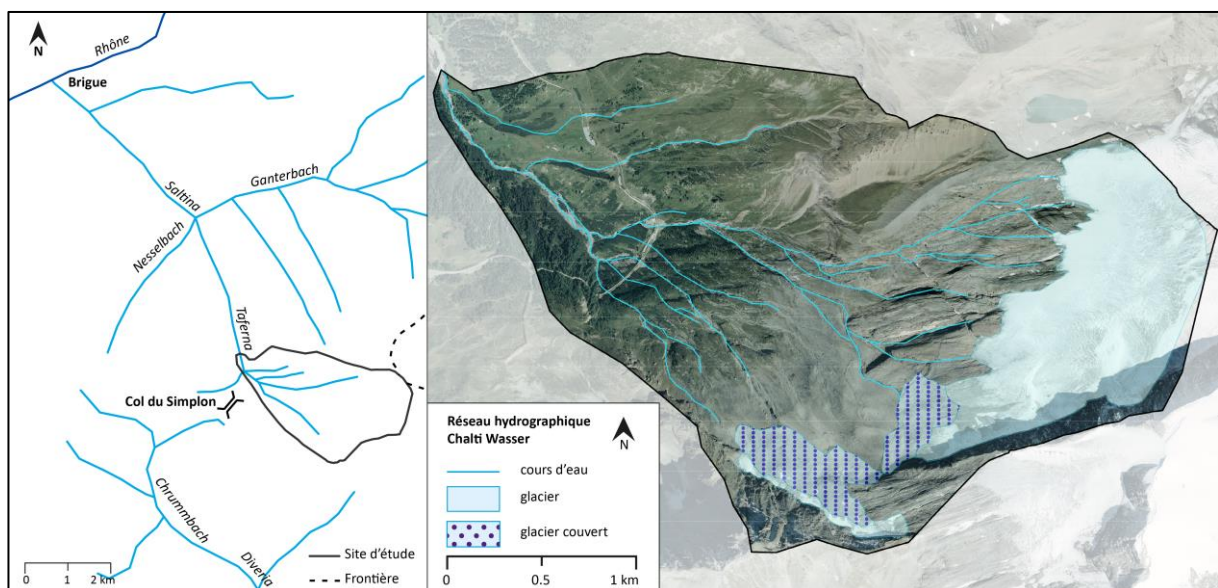 N
Rhône
Brigue
Saltina
Ganterbach
Nesselbach
Taferna
Col du Simplon
Chrummbach
Diveria
Site d'étude
Frontière
0 1 2 km
Réseau hydrographique
Chalti Wasser
N
cours d'eau
glacier
glacier couvert
0 0.5 1 km